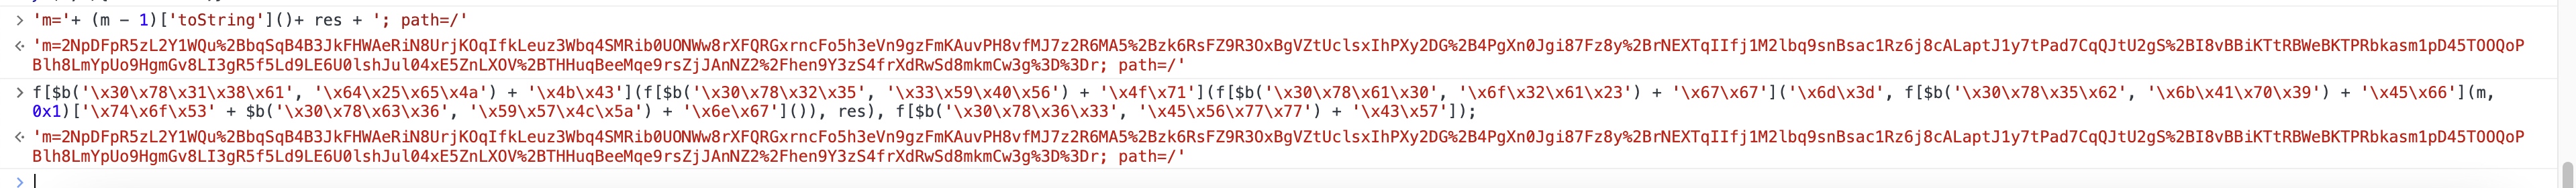 > 'm='+ (m − 1)['toString']()+ res + '; path=/'
<· 'm=2NpDFpR5zL2Y1WQu%2BbqSqB4B3JkFHWAeRiN8UrjKOqIfkLeuz3Wbq4SMRib0UONWw8rXFQRGxrncFo5h3eVn9gzFmKAuvPH8vfMJ7z2R6MA5%2Bzk6RsFZ9R3OxBgVZtUclsxIhPXy2DG%2B4PgXn0Jgi87Fz8y%2BrNEXTqIIfj1M2lbq9snBsac1Rz6j8cALaptJ1y7tPad7CqQJtU2gS%2BI8vBBiKTtRBWeBKTPRbkasm1pD45TOOQoP
Blh8LmYpUo9HgmGv8LI3gR5f5Ld9LE6U0lshJul04xE5ZnLXOV%2BTHHuqBeeMqe9rsZjJAnNZ2%2Fhen9Y3zS4frXdRwSd8mkmCw3g%3D%3Dr; path=/'
> f[$b('\x30\x78\x31\x38\x61', '\x64\x25\x65\x4a') + '\x4b\x43'](f[$b('\x30\x78\x32\x35', '\x33\x59\x40\x56') + '\x4f\x71'](f[$b('\x30\x78\x61\x30', '\x6f\x32\x61\x23') + '\x67\x67']('\x6d\x3d', f[$b('\x30\x78\x35\x62', '\x6b\x41\x70\x39') + '\x45\x66'](m,
0x1)['\x74\x6f\x53' + $b('\x30\x78\x63\x36', '\x59\x57\x4c\x5a') + '\x6e\x67']()), res), f[$b('\x30\x78\x36\x33', '\x45\x56\x77\x77') + '\x43\x57']);
<· 'm=2NpDFpR5zL2Y1WQu%2BbqSqB4B3JkFHWAeRiN8UrjKOqIfkLeuz3Wbq4SMRib0UONWw8rXFQRGxrncFo5h3eVn9gzFmKAuvPH8vfMJ7z2R6MA5%2Bzk6RsFZ9R3OxBgVZtUclsxIhPXy2DG%2B4PgXn0Jgi87Fz8y%2BrNEXTqIIfj1M2lbq9snBsac1Rz6j8cALaptJ1y7tPad7CqQJtU2gS%2BI8vBBiKTtRBWeBKTPRbkasm1pD45TOOQoP
Blh8LmYpUo9HgmGv8LI3gR5f5Ld9LE6U0lshJul04xE5ZnLXOV%2BTHHuqBeeMqe9rsZjJAnNZ2%2Fhen9Y3zS4frXdRwSd8mkmCw3g%3D%3Dr; path=/'
>